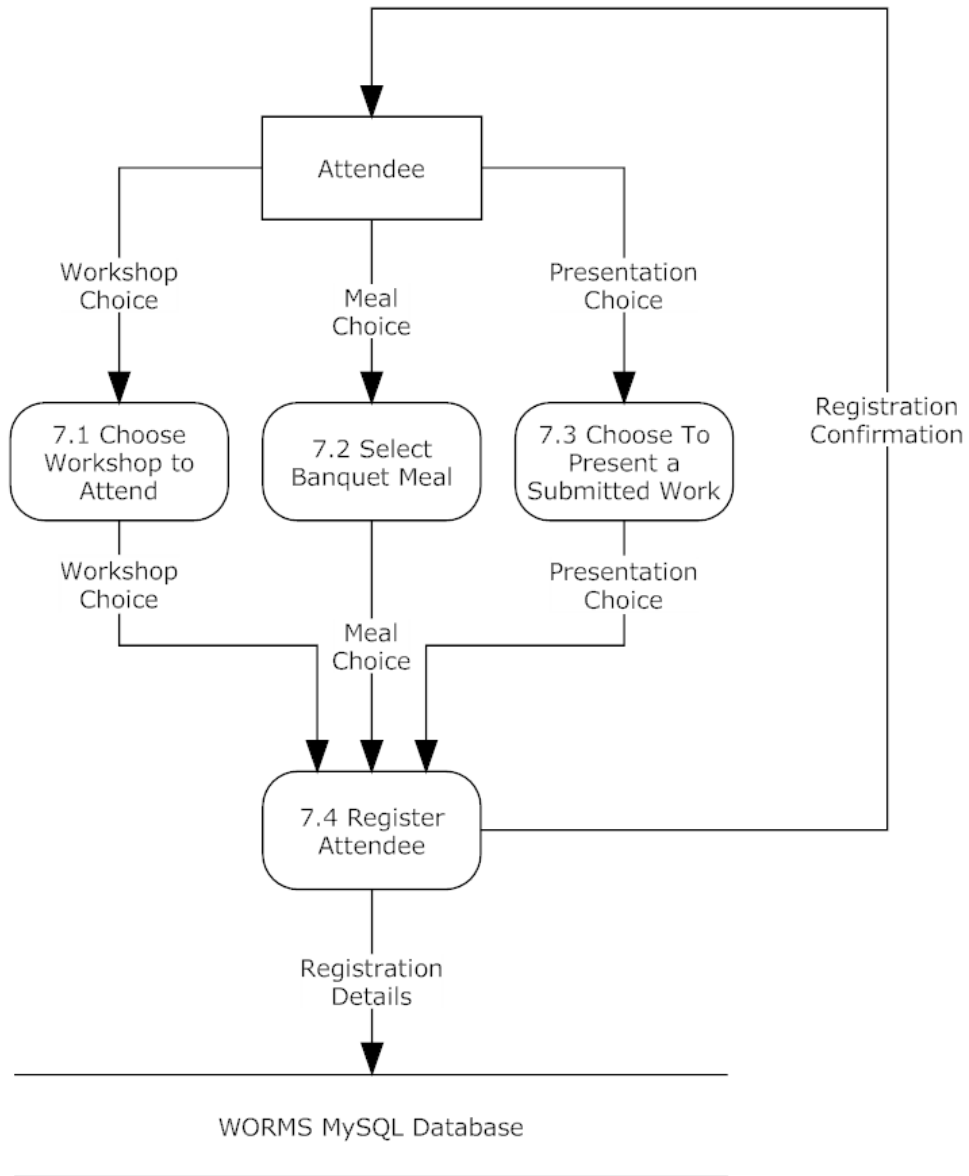 Attendee
Workshop
Choice
Meal
Choice
Presentation
Choice
7.1 Choose
Workshop to
Attend
7.2 Select
Banquet Meal
7.3 Choose To
Present a
Submitted Work
Registration
Confirmation
Workshop
Choice
Meal
Choice
Presentation
Choice
7.4 Register
Attendee
Registration
Details
WORMS MySQL Database